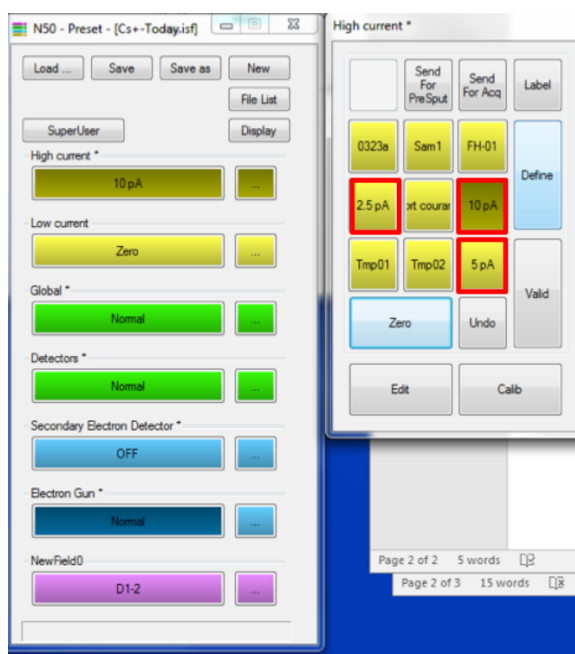 N50 - Preset - [Cs+-Today.isf]
Load ... Save Save as New
File List
SuperUser Display
High current *
10 pA ...
Low current
Zero ...
Global *
Normal ...
Detectors *
Normal ...
Secondary Electron Detector *
OFF ...
Electron Gun *
Normal ...
NewField0
D1-2 ...
High current *
Send For PreSput
Send For Acq
Label
0323a Sam1 FH-01
Define
2.5 pA ort courar 10 pA
Tmp01 Tmp02 5 pA
Valid
Zero Undo
Edit Calib
Page 2 of 2 5 words
Page 2 of 3 15 words